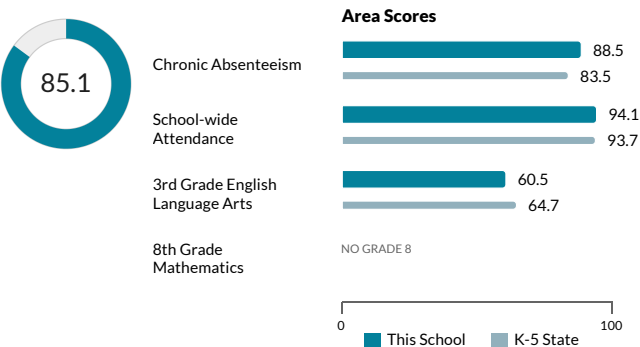 Area Scores
85.1
Chronic Absenteeism
88.5
83.5
School-wide
Attendance
94.1
93.7
3rd Grade English
Language Arts
60.5
64.7
8th Grade
Mathematics
NO GRADE 8
0
100
This School
K-5 State